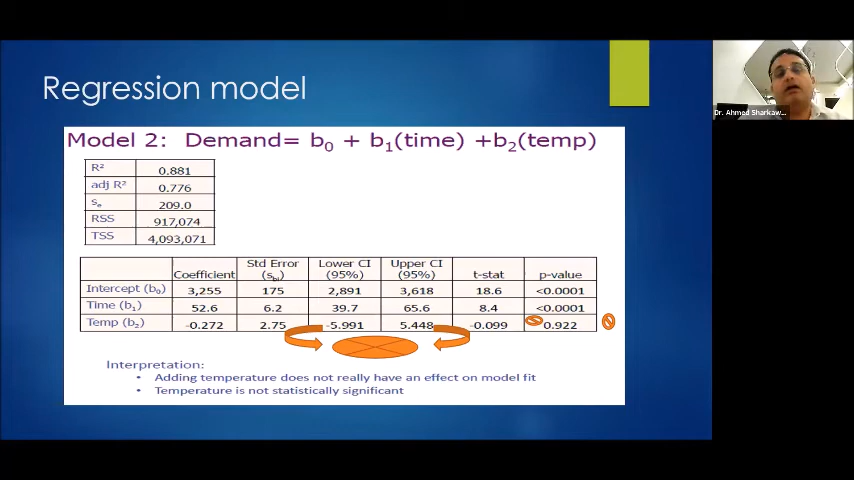 Regression model
Dr. Ahmed Sharkaw...
Model 2: Demand= b0 + b1(time) +b2(temp)
R² 0.881
adj R² 0.776
se 209.0
RSS 917,074
TSS 4,093,071
Coefficient Std Error (sbi) Lower CI (95%) Upper CI (95%) t-stat p-value
Intercept (b0) 3,255 175 2,891 3,618 18.6 <0.0001
Time (b1) 52.6 6.2 39.7 65.6 8.4 <0.0001
Temp (b2) -0.272 2.75 -5.991 5.448 -0.099 0.922
Interpretation:
• Adding temperature does not really have an effect on model fit
• Temperature is not statistically significant